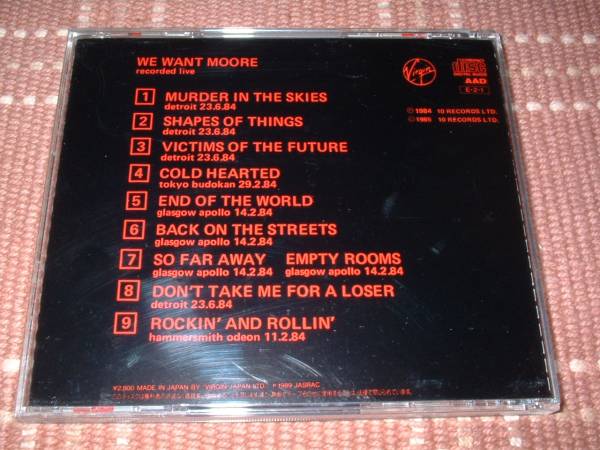 WE WANT MOORE
recorded live
Virgin
disc
DIGITAL AUDIO
AAD
E-2-1
℗1984 10 RECORDS LTD.
©1985 10 RECORDS LTD.
1 MURDER IN THE SKIES
detroit 23.6.84
2 SHAPES OF THINGS
detroit 23.6.84
3 VICTIMS OF THE FUTURE
detroit 23.6.84
4 COLD HEARTED
tokyo budokan 29.2.84
5 END OF THE WORLD
glasgow apollo 14.2.84
6 BACK ON THE STREETS
glasgow apollo 14.2.84
7 SO FAR AWAY EMPTY ROOMS
glasgow apollo 14.2.84 glasgow apollo 14.2.84
8 DON'T TAKE ME FOR A LOSER
detroit 23.6.84
9 ROCKIN' AND ROLLIN'
hammersmith odeon 11.2.84
¥2,800 MADE IN JAPAN BY VIRGIN JAPAN LTD. ℗1989 JASRAC